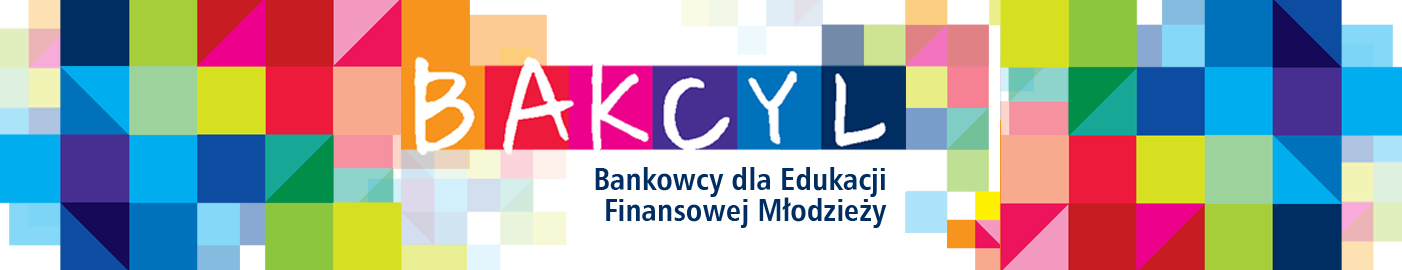 BAKCYL
Bankowcy dla Edukacji
Finansowej Młodzieży